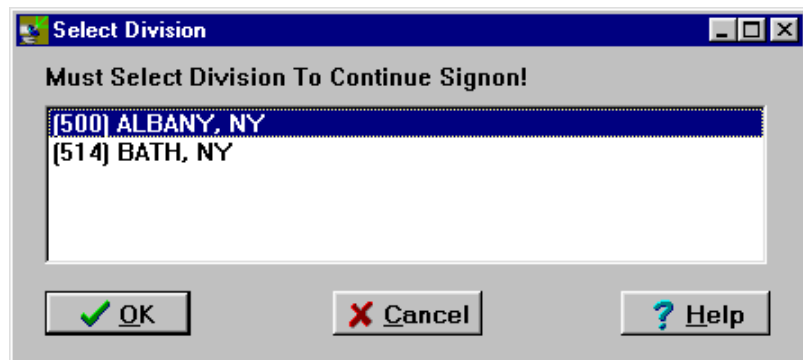 Select Division
Must Select Division To Continue Signon!
(500) ALBANY, NY
(514) BATH, NY
OK Cancel Help